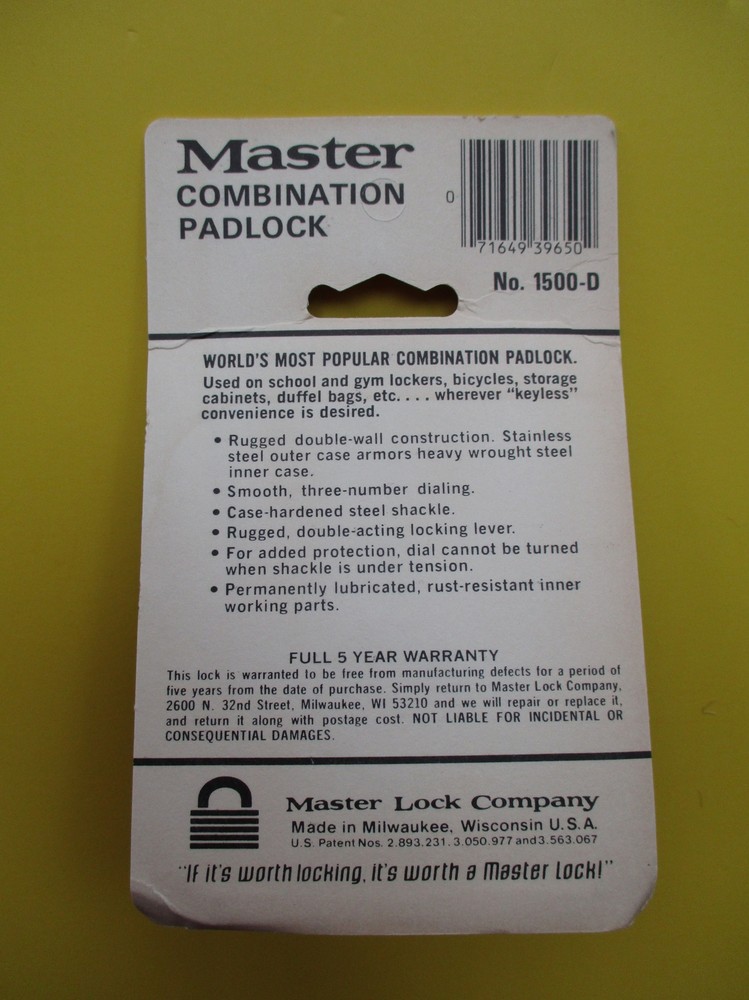 Master
COMBINATION
PADLOCK
0
71649 39650
No. 1500-D
WORLD'S MOST POPULAR COMBINATION PADLOCK.
Used on school and gym lockers, bicycles, storage
cabinets, duffel bags, etc.... wherever "keyless"
convenience is desired.
• Rugged double-wall construction. Stainless
steel outer case armors heavy wrought steel
inner case.
• Smooth, three-number dialing.
• Case-hardened steel shackle.
• Rugged, double-acting locking lever.
• For added protection, dial cannot be turned
when shackle is under tension.
• Permanently lubricated, rust-resistant inner
working parts.
FULL 5 YEAR WARRANTY
This lock is warranted to be free from manufacturing defects for a period of
five years from the date of purchase. Simply return to Master Lock Company,
2600 N. 32nd Street, Milwaukee, WI 53210 and we will repair or replace it,
and return it along with postage cost. NOT LIABLE FOR INCIDENTAL OR
CONSEQUENTIAL DAMAGES.
Master Lock Company
Made in Milwaukee, Wisconsin U.S.A.
U.S. Patent Nos. 2.893.231. 3.050.977 and 3.563.067
"If it's worth locking, it's worth a Master Lock!"